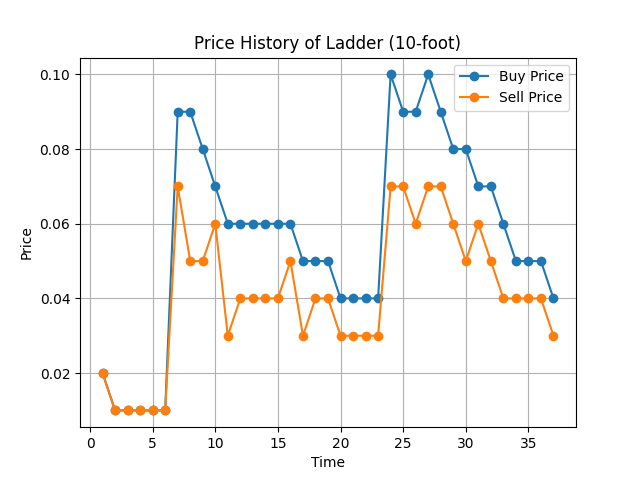 Price History of Ladder (10-foot)
Buy Price
Sell Price
Price
0.10
0.08
0.06
0.04
0.02
0 5 10 15 20 25 30 35
Time